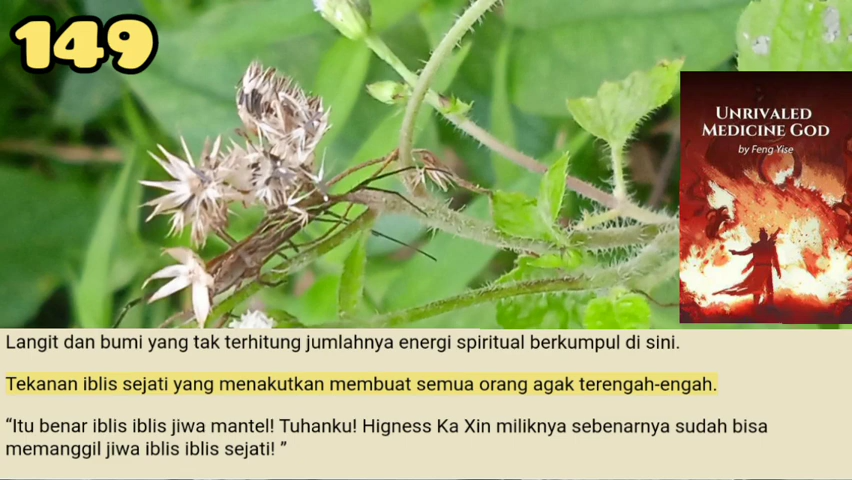 149
UNRIVALED
MEDICINE GOD
by Feng Yise
Langit dan bumi yang tak terhitung jumlahnya energi spiritual berkumpul di sini.
Tekanan iblis sejati yang menakutkan membuat semua orang agak terengah-engah.
“Itu benar iblis iblis jiwa mantel! Tuhanku! Higness Ka Xin miliknya sebenarnya sudah bisa
memanggil jiwa iblis iblis sejati! ”